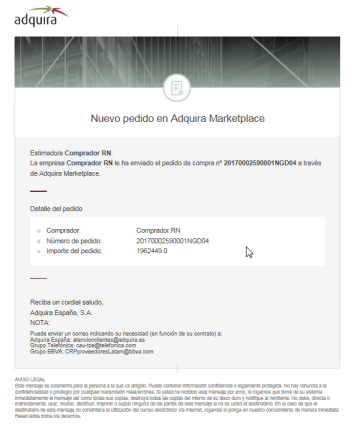 adquira
Nuevo pedido en Adquira Marketplace
Estimado/a Comprador RN:
La empresa Comprador RN le ha enviado el pedido de compra nº 20170002590001NGD04 a través
de Adquira Marketplace.
Detalle del pedido
Comprador: Comprador RN
Número de pedido: 20170002590001NGD04
Importe del pedido: 1962449.0
Reciba un cordial saludo,
Adquira España, S.A.
NOTA:
Puede enviar un correo indicando su necesidad (en función de su contrato) a:
Adquira España: atencionclientes@adquira.es
Grupo Telefónica: cau-tce@telefonica.com
Grupo BBVA: CRPproveedoresLatam@bbva.com
AVISO LEGAL
Este mensaje es solamente para la persona a la que va dirigido. Puede contener información confidencial o legalmente protegida. No hay renuncia a la
confidencialidad o privilegio por cualquier transmisión mala/errónea. Si usted ha recibido este mensaje por error, le rogamos que borre de su sistema
inmediatamente el mensaje así como todas sus copias, destruya todas las copias del mismo de su disco duro y notifique al remitente. No debe, directa o
indirectamente, usar, revelar, distribuir, imprimir o copiar ninguna de las partes de este mensaje si no es usted el destinatario. En el caso de que el
destinatario de este mensaje no consintiera la utilización del correo electrónico vía Internet, rogamos lo ponga en nuestro conocimiento de manera inmediata.
Reservados todos los derechos.